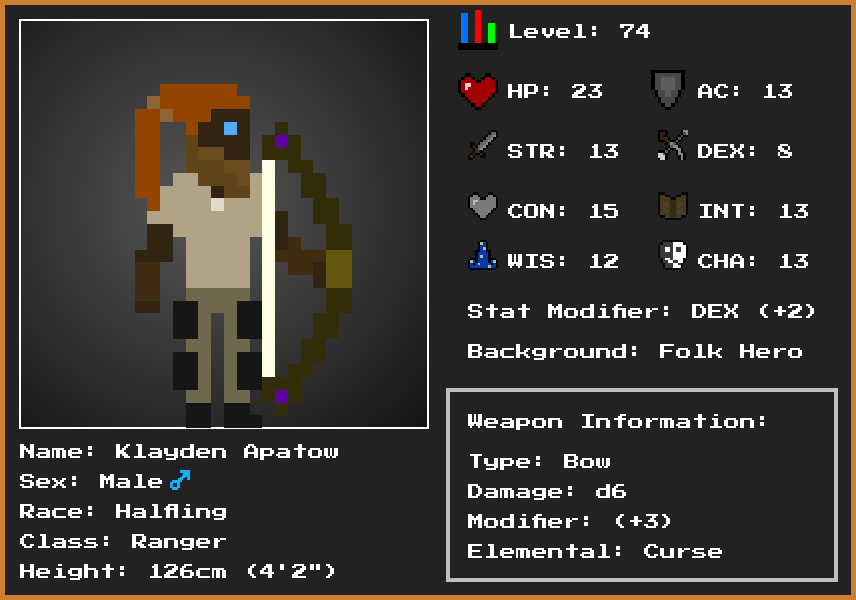 Level: 74
HP: 23
AC: 13
STR: 13
DEX: 8
CON: 15
INT: 13
WIS: 12
CHA: 13
Stat Modifier: DEX (+2)
Background: Folk Hero
Name: Klayden Apatow
Sex: Male ♂
Race: Halfling
Class: Ranger
Height: 126cm (4'2")
Weapon Information:
Type: Bow
Damage: d6
Modifier: (+3)
Elemental: Curse